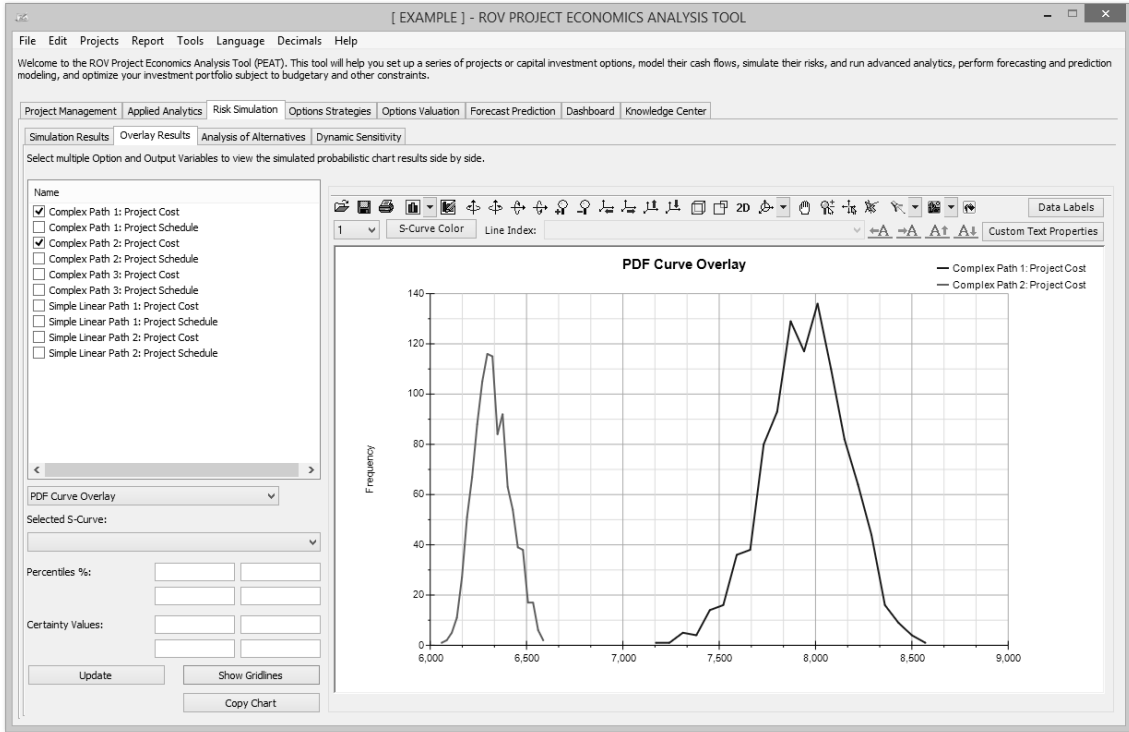 [ EXAMPLE ] - ROV PROJECT ECONOMICS ANALYSIS TOOL
File Edit Projects Report Tools Language Decimals Help
Welcome to the ROV Project Economics Analysis Tool (PEAT). This tool will help you set up a series of projects or capital investment options, model their cash flows, simulate their risks, and run advanced analytics, perform forecasting and prediction
modeling, and optimize your investment portfolio subject to budgetary and other constraints.
Project Management Applied Analytics Risk Simulation Options Strategies Options Valuation Forecast Prediction Dashboard Knowledge Center
Simulation Results Overlay Results Analysis of Alternatives Dynamic Sensitivity
Select multiple Option and Output Variables to view the simulated probabilistic chart results side by side.
Name
Complex Path 1: Project Cost
Complex Path 1: Project Schedule
Complex Path 2: Project Cost
Complex Path 2: Project Schedule
Complex Path 3: Project Cost
Complex Path 3: Project Schedule
Simple Linear Path 1: Project Cost
Simple Linear Path 1: Project Schedule
Simple Linear Path 2: Project Cost
Simple Linear Path 2: Project Schedule
PDF Curve Overlay
Selected S-Curve:
Percentiles %:
Certainty Values:
Update Show Gridlines
Copy Chart
2D Data Labels
1 S-Curve Color Line Index: A A A A Custom Text Properties
PDF Curve Overlay
Complex Path 1: Project Cost
Complex Path 2: Project Cost
Frequency
140
120
100
80
60
40
20
0
6,000 6,500 7,000 7,500 8,000 8,500 9,000